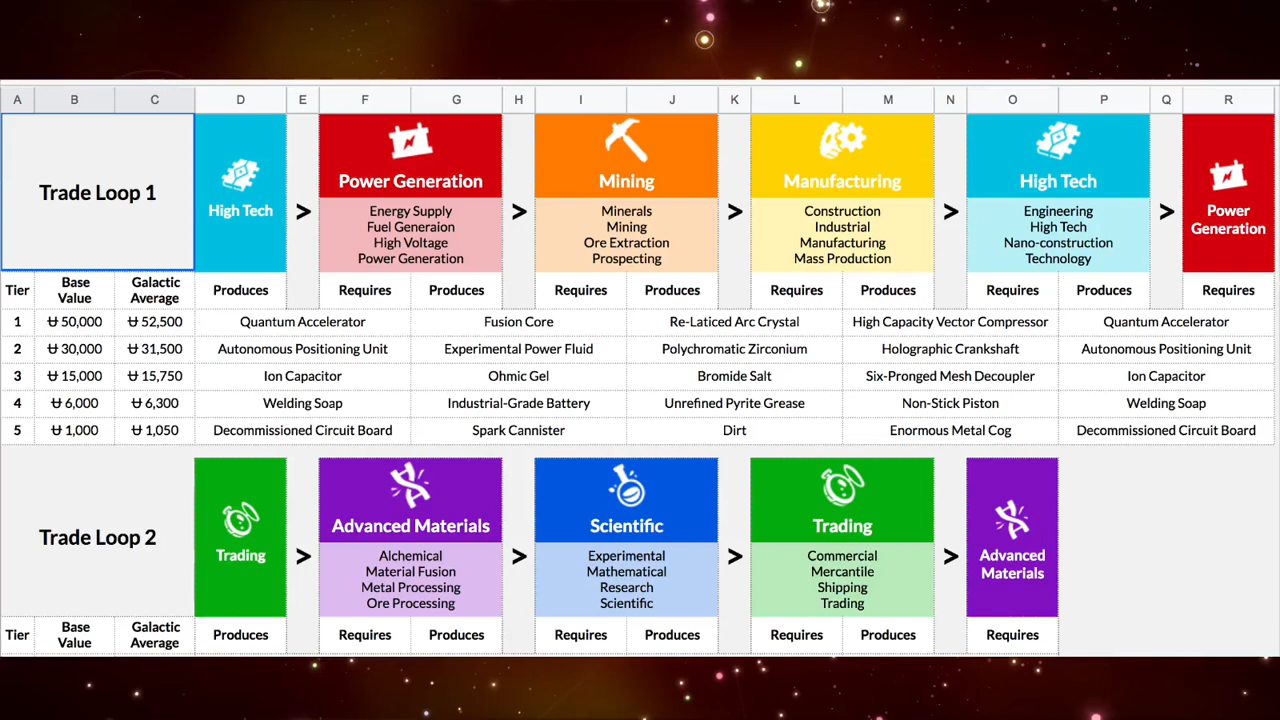 A B C D E F G H I J K L M N O P Q R
Trade Loop 1
High Tech
>
Power Generation
Energy Supply
Fuel Generaion
High Voltage
Power Generation
>
Mining
Minerals
Mining
Ore Extraction
Prospecting
>
Manufacturing
Construction
Industrial
Manufacturing
Mass Production
>
High Tech
Engineering
High Tech
Nano-construction
Technology
>
Power
Generation
Tier Base Value Galactic Average Produces Requires Produces Requires Produces Requires Produces Requires Produces Requires
1 Ʉ 50,000 Ʉ 52,500 Quantum Accelerator Fusion Core Re-Laticed Arc Crystal High Capacity Vector Compressor Quantum Accelerator
2 Ʉ 30,000 Ʉ 31,500 Autonomous Positioning Unit Experimental Power Fluid Polychromatic Zirconium Holographic Crankshaft Autonomous Positioning Unit
3 Ʉ 15,000 Ʉ 15,750 Ion Capacitor Ohmic Gel Bromide Salt Six-Pronged Mesh Decoupler Ion Capacitor
4 Ʉ 6,000 Ʉ 6,300 Welding Soap Industrial-Grade Battery Unrefined Pyrite Grease Non-Stick Piston Welding Soap
5 Ʉ 1,000 Ʉ 1,050 Decommissioned Circuit Board Spark Cannister Dirt Enormous Metal Cog Decommissioned Circuit Board
Trade Loop 2
Trading
>
Advanced Materials
Alchemical
Material Fusion
Metal Processing
Ore Processing
>
Scientific
Experimental
Mathematical
Research
Scientific
>
Trading
Commercial
Mercantile
Shipping
Trading
>
Advanced
Materials
Tier Base Value Galactic Average Produces Requires Produces Requires Produces Requires Produces Requires